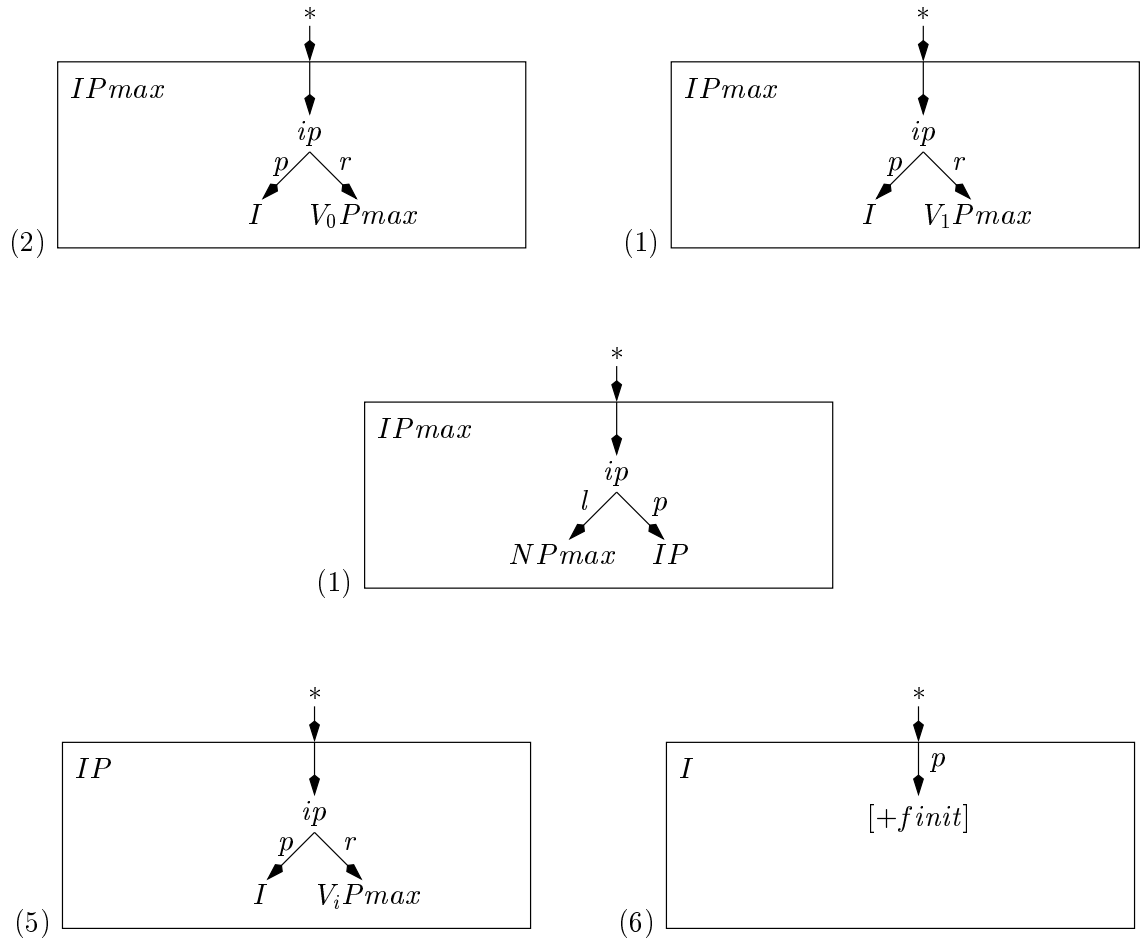 * *
IPmax IPmax
ip ip
p r p r
I V₀Pmax I V₁Pmax
(2) (1)
*
IPmax
ip
l p
NPmax IP
(1)
* *
IP I p
ip [+finit]
p r
I VᵢPmax
(5) (6)